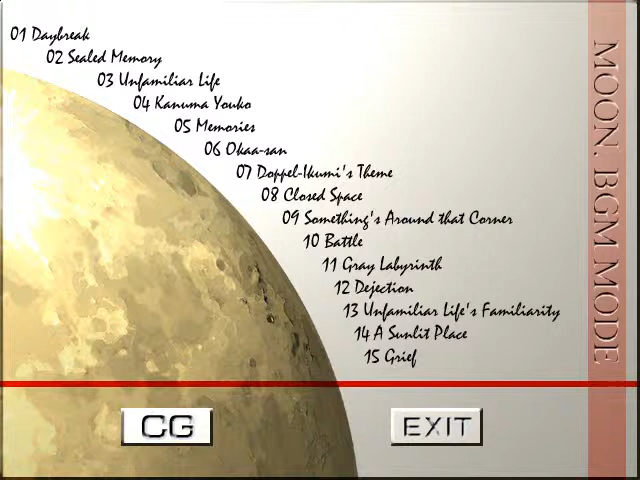 01 Daybreak
02 Sealed Memory
03 Unfamiliar Life
04 Kanuma Youko
05 Memories
06 Okaa-san
07 Doppel-Ikumi's Theme
08 Closed Space
09 Something's Around that Corner
10 Battle
11 Gray Labyrinth
12 Dejection
13 Unfamiliar Life's Familiarity
14 A Sunlit Place
15 Grief
MOON. BGM MODE
CG
EXIT